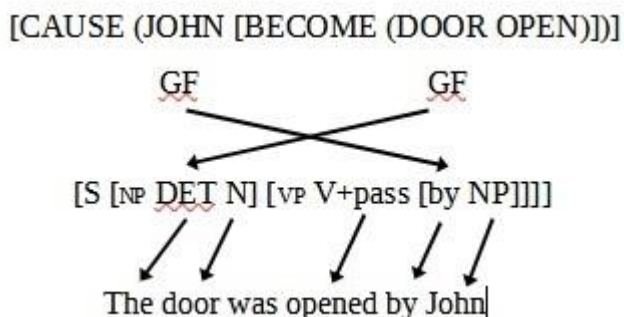 [CAUSE (JOHN [BECOME (DOOR OPEN)])]
GF GF
[S [NP DET N] [VP V+pass [by NP]]]]
The door was opened by John